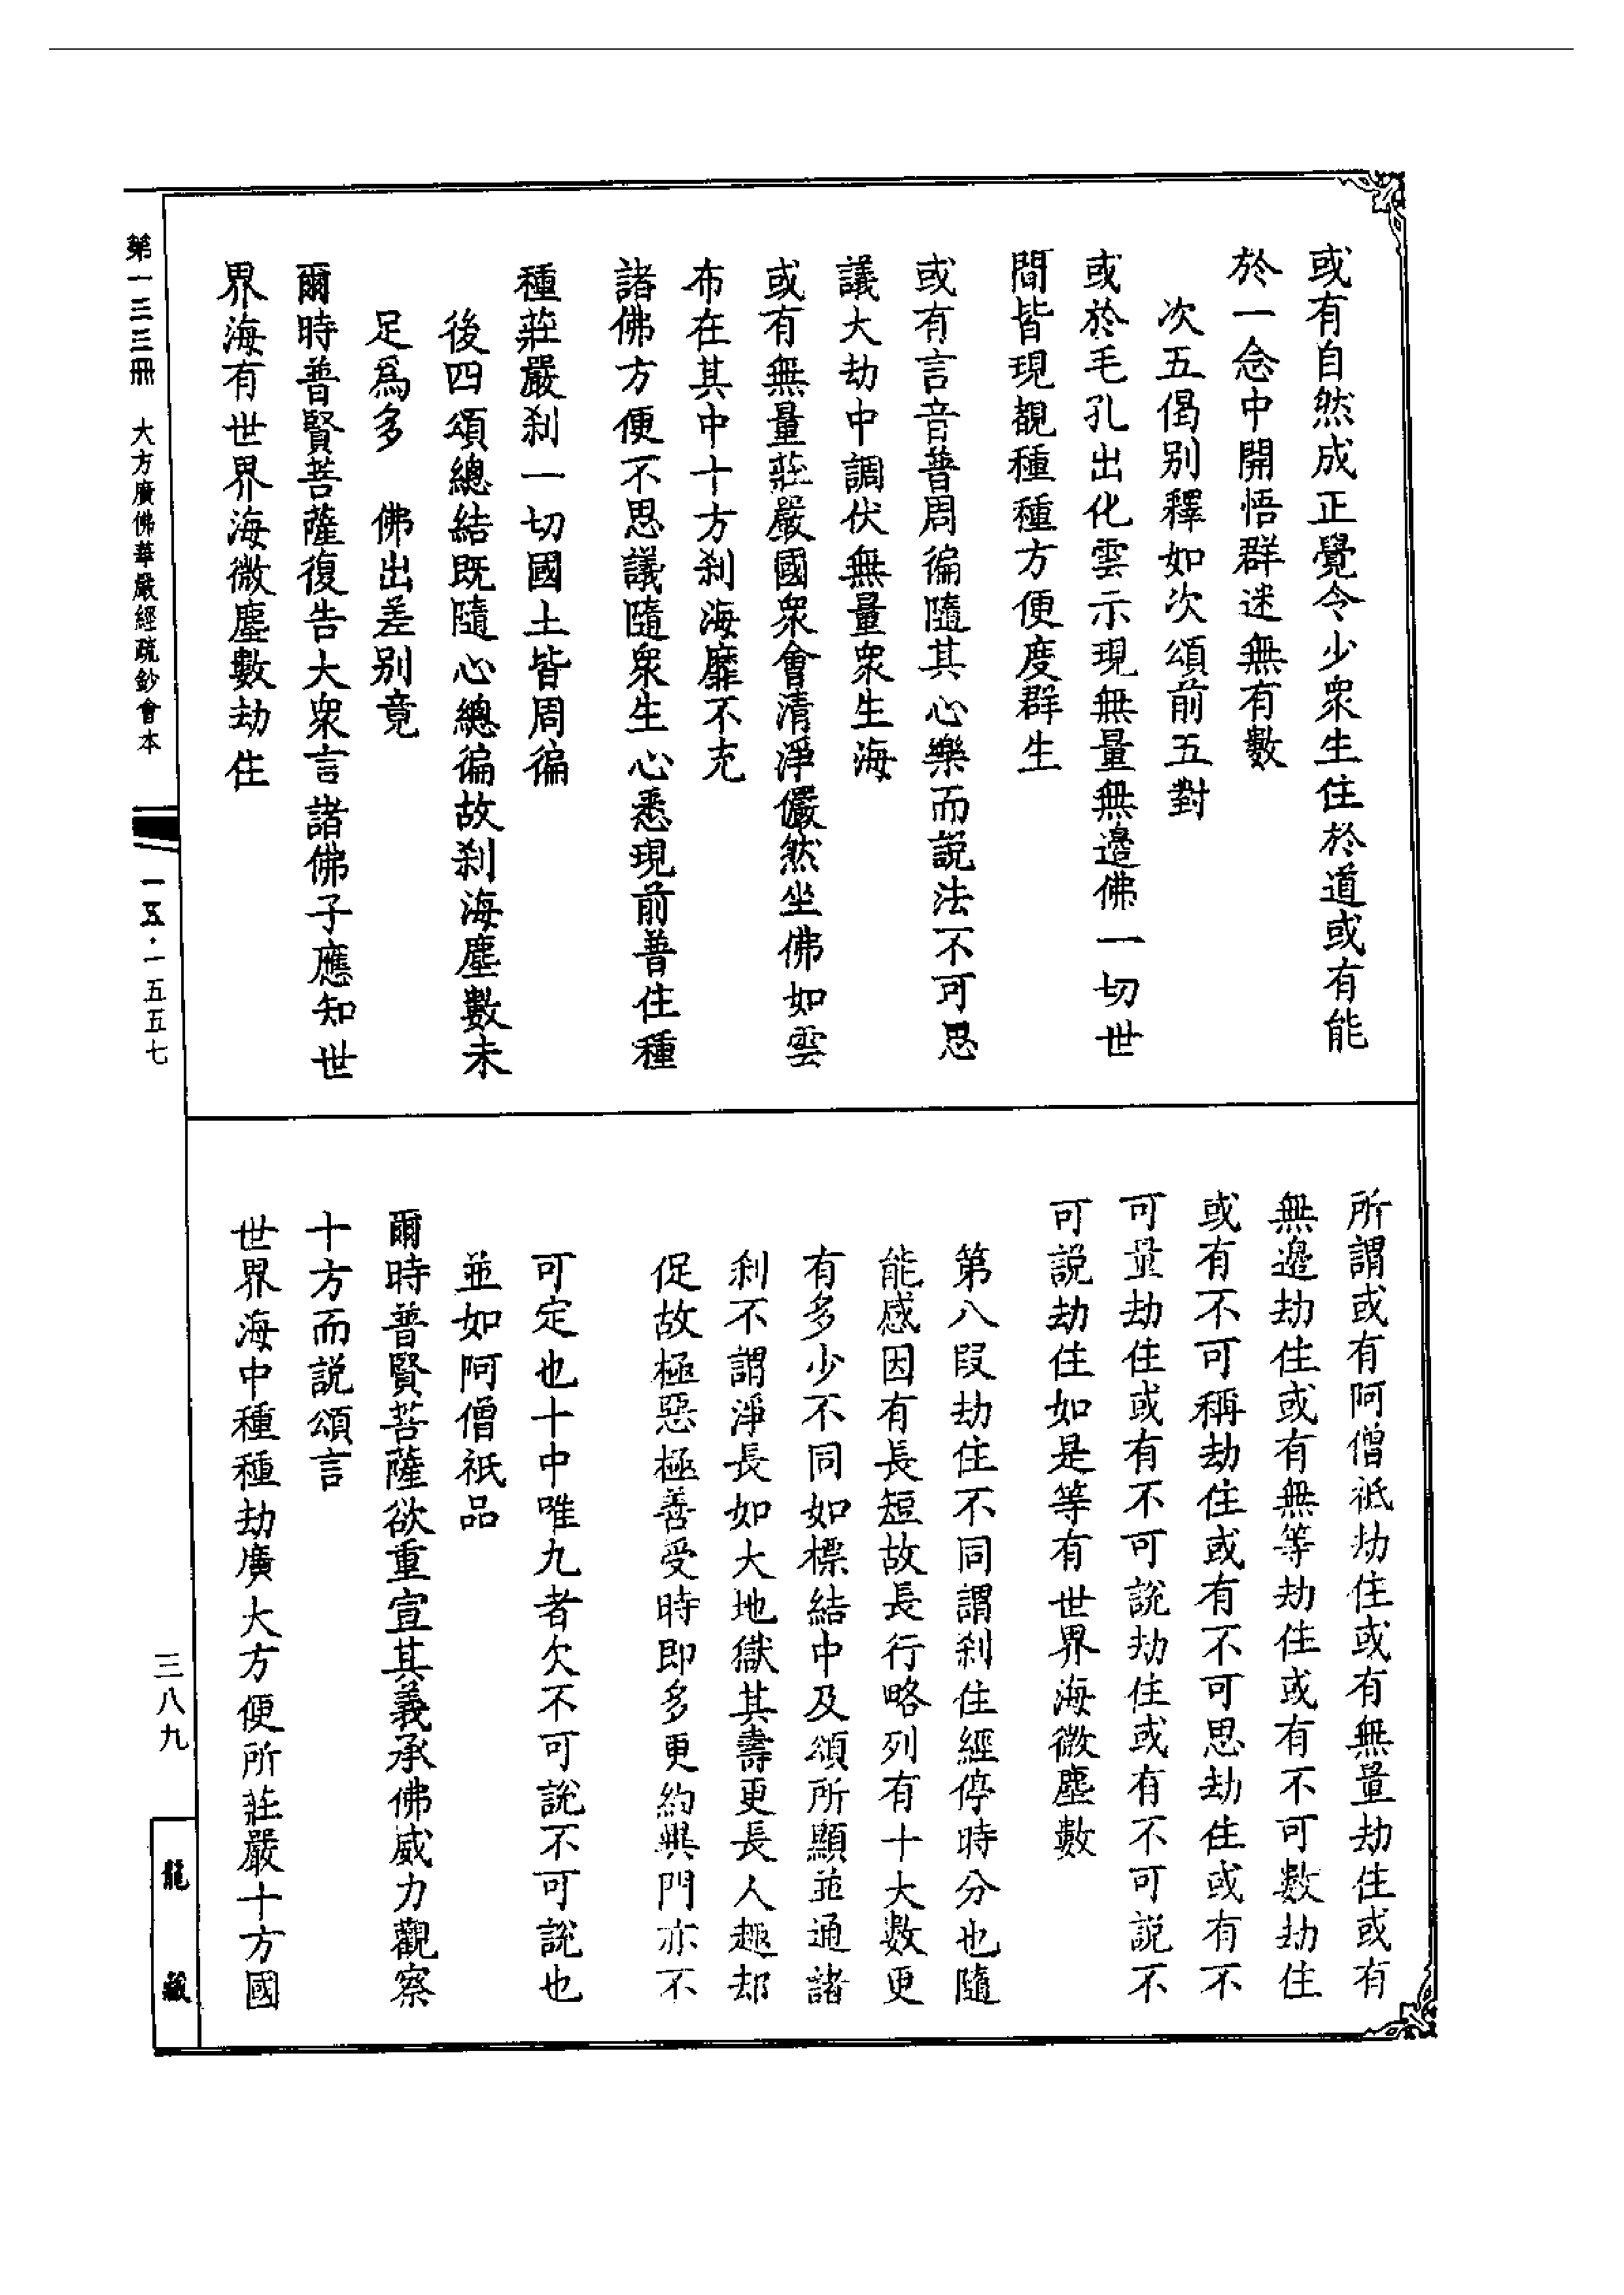 或有自然成正覺令少衆生住於道或有能
於一念中開悟群迷無有數
次五偈别釋如次頌前五對
或於毛孔出化雲示現無量無邉佛一切世
間皆現覩種種方便度群生
或有言音普周徧隨其心樂而説法不可思
議大劫中調伏無量衆生海
或有無量莊嚴國衆會清淨儼然坐佛如雲
布在其中十方刹海靡不充
諸佛方便不思議隨衆生心悉現前普住種
種莊嚴刹一切國土皆周徧
後四頌總結既隨心總徧故刹海塵數未
足爲多　佛出差别竟
爾時普賢菩薩復告大衆言諸佛子應知世
界海有世界海微塵數劫住
所謂或有阿僧祇劫住或有無量劫住或有
無邉劫住或有無等劫住或有不可數劫住
或有不可稱劫住或有不可思劫住或有不
可量劫住或有不可説劫住或有不可説不
可説劫住如是等有世界海微塵數
第八段劫住不同謂刹住經停時分也隨
能感因有長短故長行略列有十大數更
有多少不同如標結中及頌所顯並通諸
刹不謂淨長如大地獄其壽更長人趣却
促故極惡極善受時即多更約異門亦不
可定也十中唯九者欠不可說不可說也
並如阿僧祇品
爾時普賢菩薩欲重宣其義承佛威力觀察
十方而説頌言
世界海中種種劫廣大方便所莊嚴十方國
第一三三冊　大方廣佛華嚴經疏鈔會本
一五·一五五七
三八九
龍藏